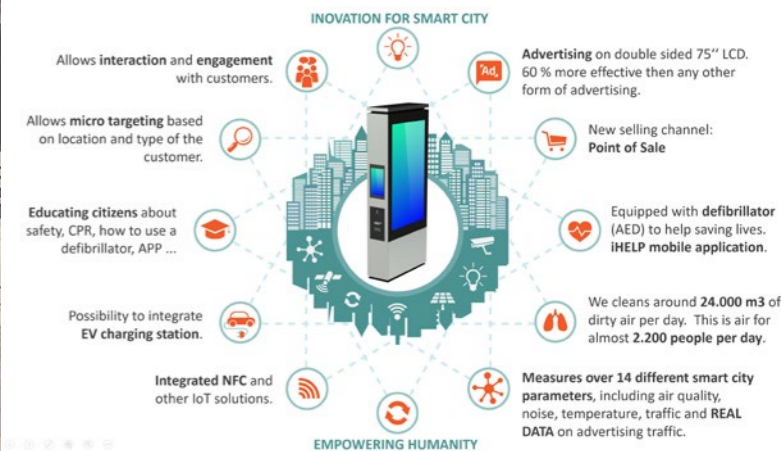 INOVATION FOR SMART CITY
Allows interaction and engagement
with customers.
Ad
Advertising on double sided 75’’ LCD.
60 % more effective then any other
form of advertising.
Allows micro targeting based
on location and type of the
customer.
New selling channel:
Point of Sale
Educating citizens about
safety, CPR, how to use a
defibrillator, APP ...
Equipped with defibrillator
(AED) to help saving lives.
iHELP mobile application.
Possibility to integrate
EV charging station.
We cleans around 24.000 m3 of
dirty air per day. This is air for
almost 2.200 people per day.
Integrated NFC and
other IoT solutions.
Measures over 14 different smart city
parameters, including air quality,
noise, temperature, traffic and REAL
DATA on advertising traffic.
EMPOWERING HUMANITY